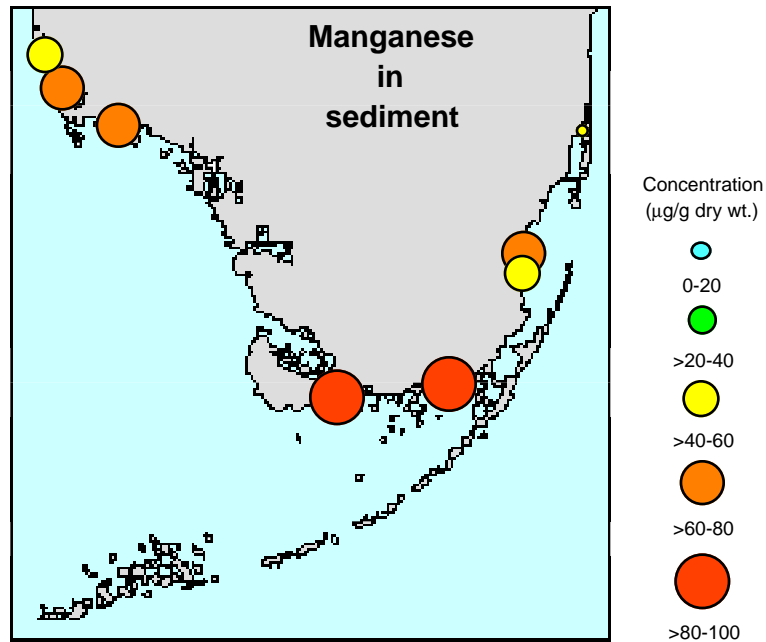 Manganese
in
sediment
Concentration
(μg/g dry wt.)
0-20
>20-40
>40-60
>60-80
>80-100